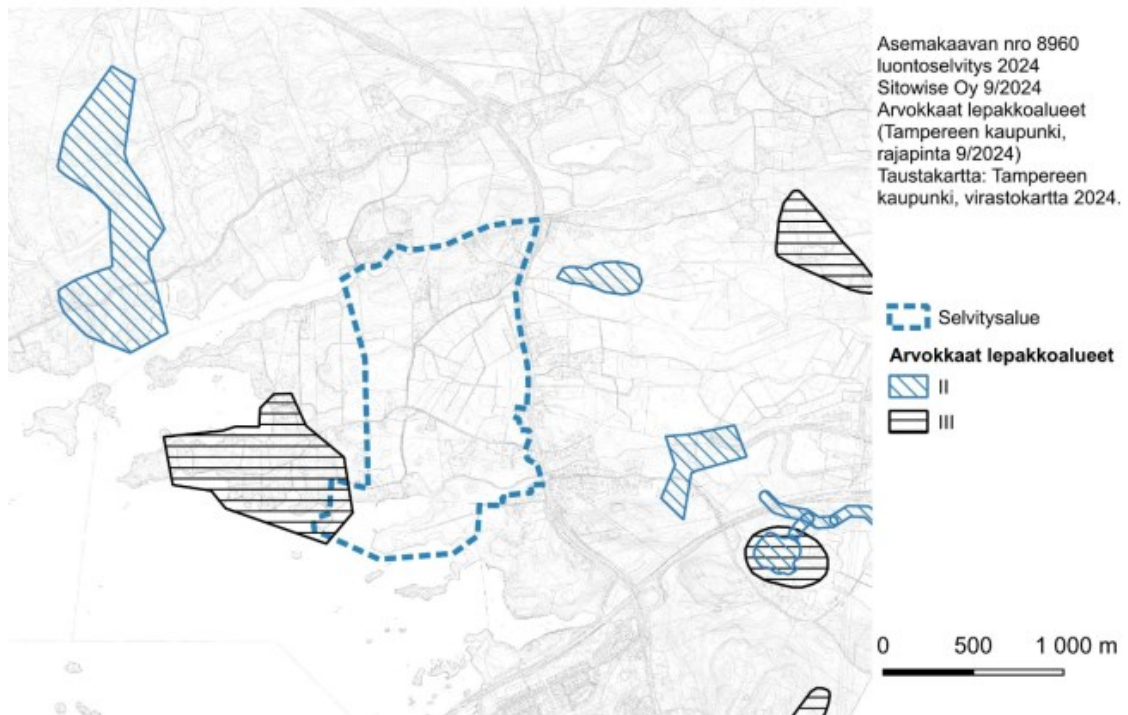 Asemakaavan nro 8960
luontoselvitys 2024
Sitowise Oy 9/2024
Arvokkaat lepakkoalueet
(Tampereen kaupunki,
rajapinta 9/2024)
Taustakartta: Tampereen
kaupunki, virastokartta 2024.
Selvitysalue
Arvokkaat lepakkoalueet
II
III
0 500 1 000 m